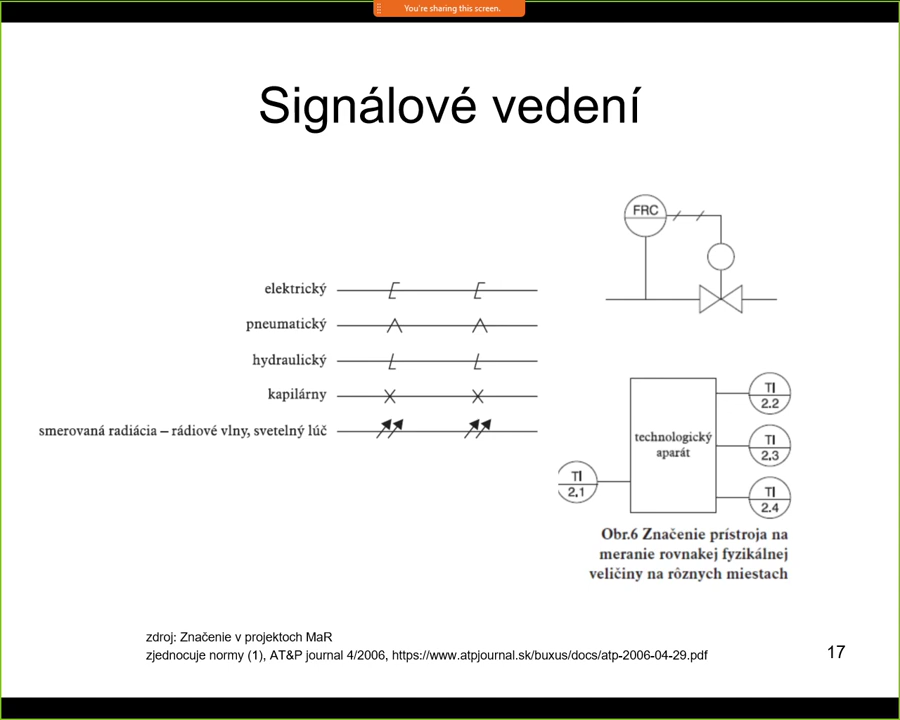 You're sharing this screen.
Signálové vedení
elektrický
pneumatický
hydraulický
kapilárny
smerovaná radiácia – rádiové vlny, svetelný lúč
FRC
technologický
aparát
TI
2.1
TI
2.2
TI
2.3
TI
2.4
Obr.6 Značenie prístroja na
meranie rovnakej fyzikálnej
veličiny na rôznych miestach
zdroj: Značenie v projektoch MaR
zjednocuje normy (1), AT&P journal 4/2006, https://www.atpjournal.sk/buxus/docs/atp-2006-04-29.pdf
17